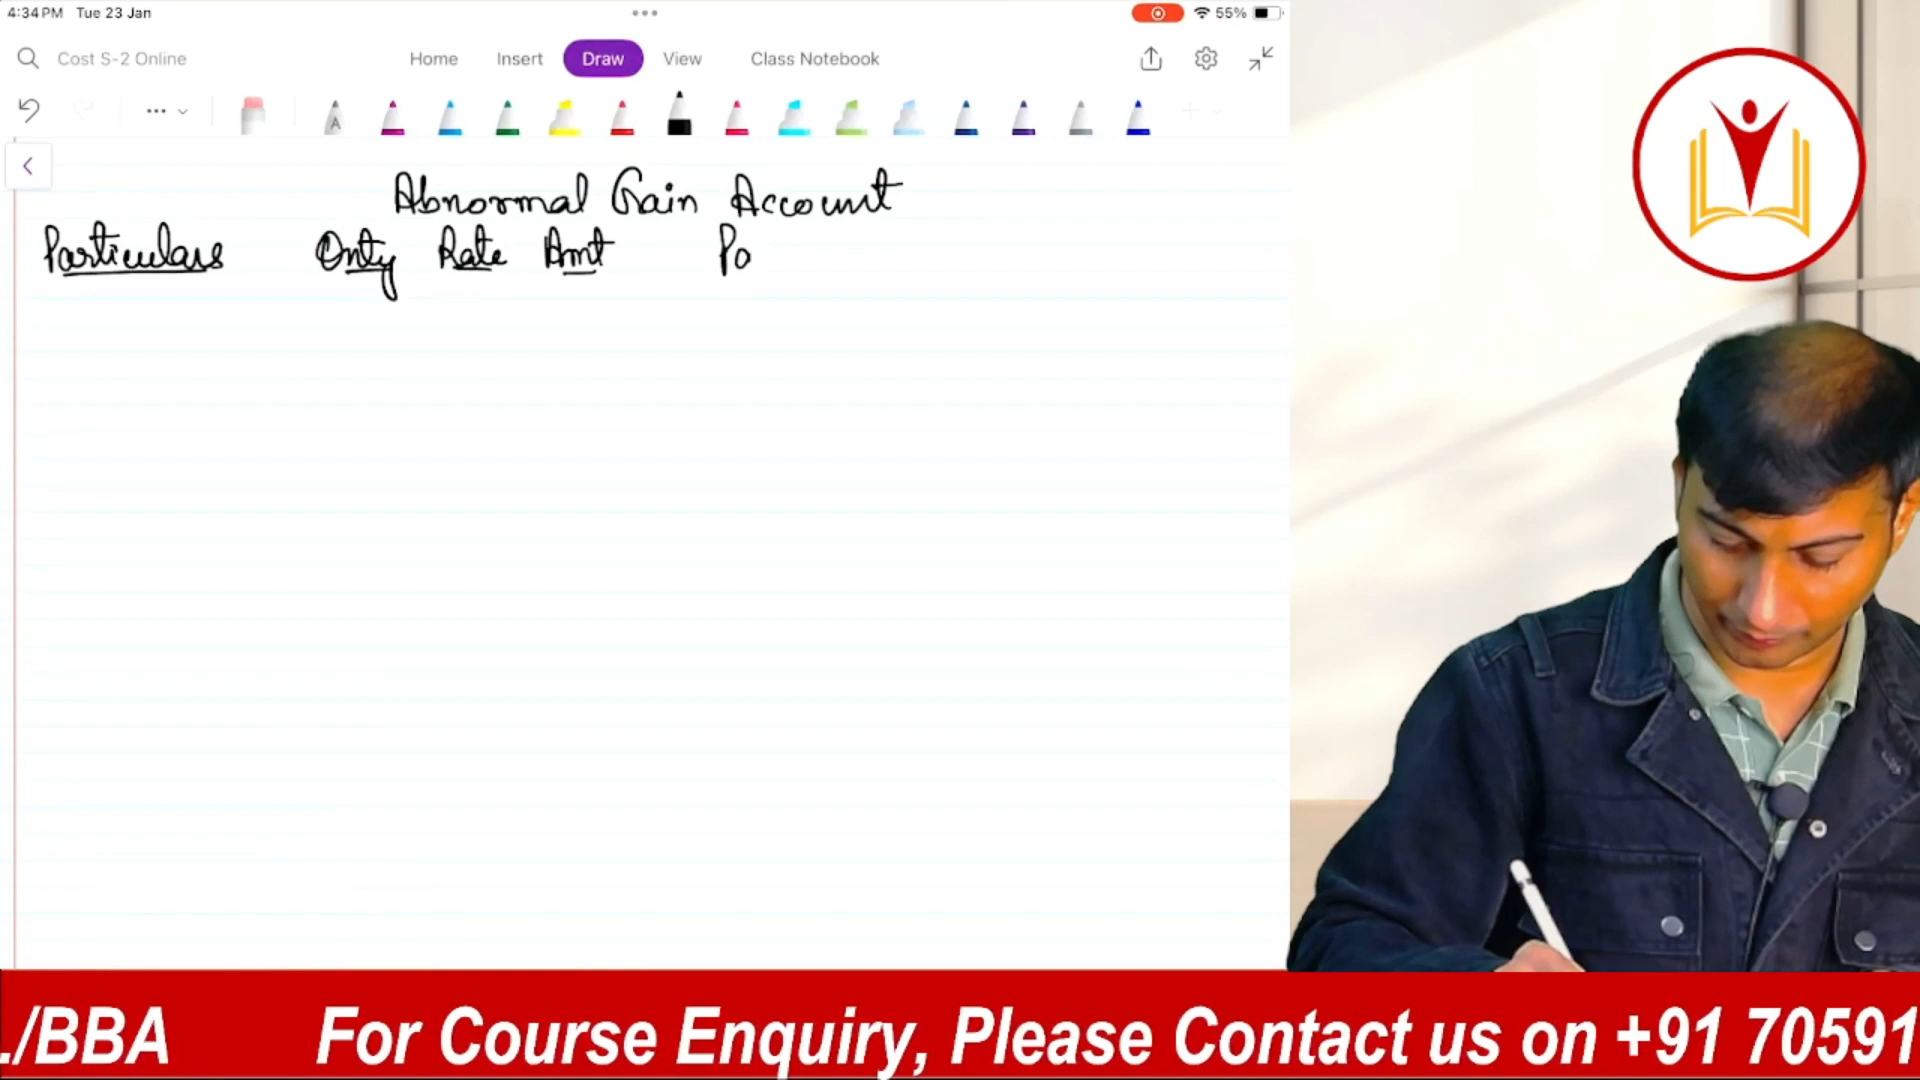 4:34 PM Tue 23 Jan
55%
Cost S-2 Online
Home Insert Draw View Class Notebook
A
Abnormal Gain Account
Particulars Qnty Rate Amt Pa
./BBA For Course Enquiry, Please Contact us on +91 70591